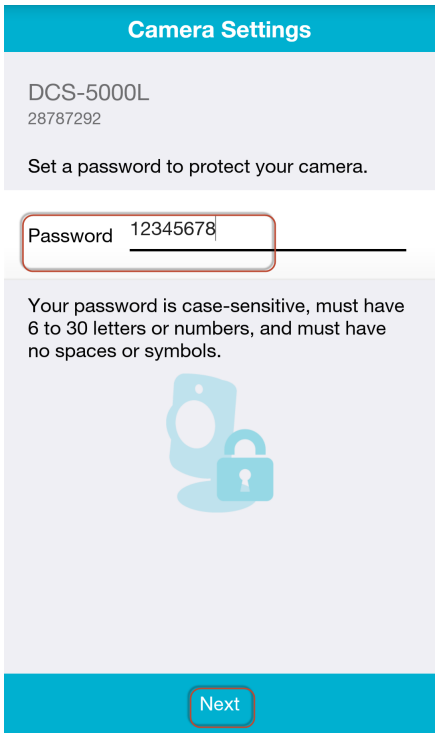 Camera Settings
DCS-5000L
28787292
Set a password to protect your camera.
Password 12345678
Your password is case-sensitive, must have
6 to 30 letters or numbers, and must have
no spaces or symbols.
Next